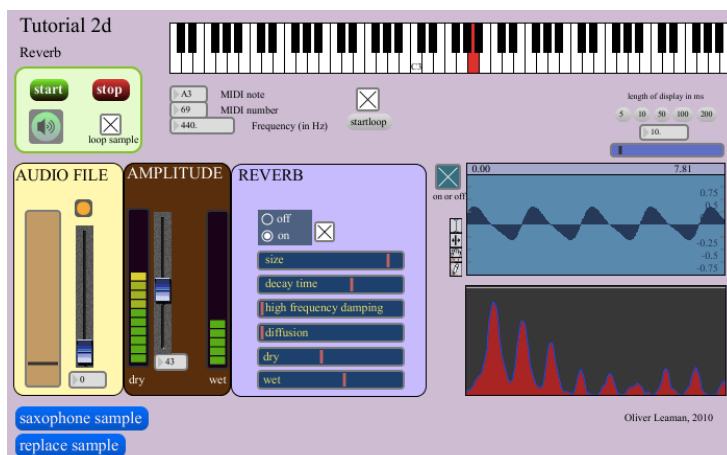 Tutorial 2d
Reverb
start stop
loop sample
C3
A3 MIDI note
69 MIDI number
440. Frequency (in Hz)
startloop
length of display in ms
5 10 50 100 200
10.
AUDIO FILE
0
AMPLITUDE
43
dry wet
REVERB
off
on
size
decay time
high frequency damping
diffusion
dry
wet
on or off
0.00 7.81
0.75
0.5
-0.25
-0.5
-0.75
saxophone sample
replace sample
Oliver Leaman, 2010